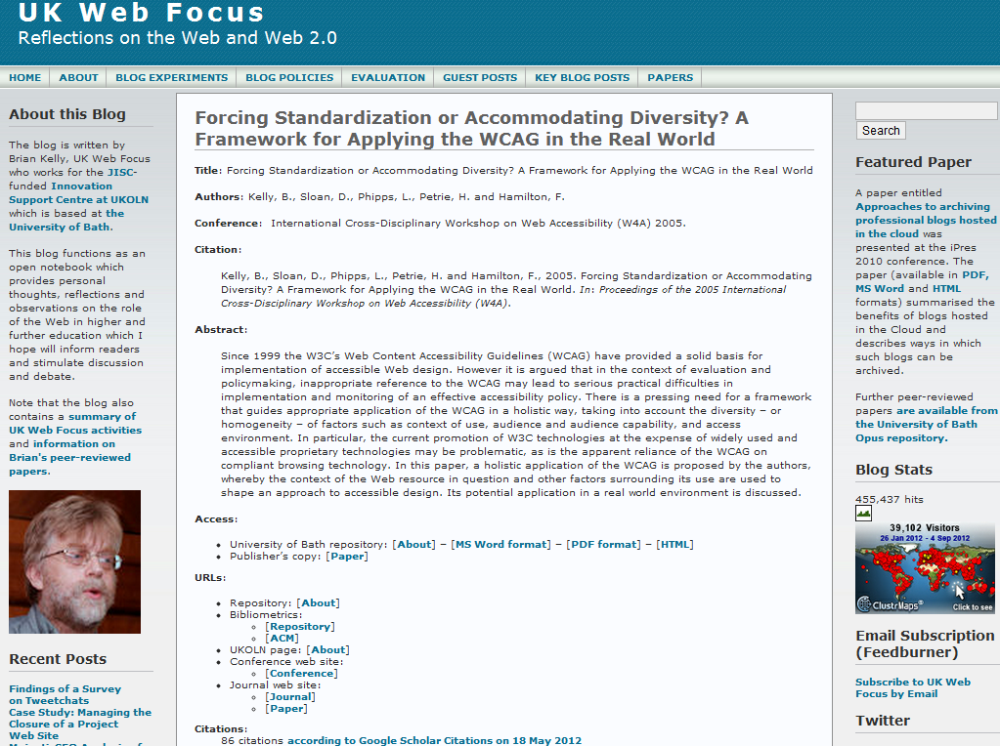 UK Web Focus
Reflections on the Web and Web 2.0
HOME ABOUT BLOG EXPERIMENTS BLOG POLICIES EVALUATION GUEST POSTS KEY BLOG POSTS PAPERS
About this Blog
The blog is written by
Brian Kelly, UK Web Focus
who works for the JISC-
funded Innovation
Support Centre at UKOLN
which is based at the
University of Bath.
This blog functions as an
open notebook which
provides personal
thoughts, reflections and
observations on the role
of the Web in higher and
further education which I
hope will inform readers
and stimulate discussion
and debate.
Note that the blog also
contains a summary of
UK Web Focus activities
and information on
Brian's peer-reviewed
papers.
Recent Posts
Findings of a Survey
on Tweetchats
Case Study: Managing the
Closure of a Project
Web Site
Forcing Standardization or Accommodating Diversity? A
Framework for Applying the WCAG in the Real World
Title: Forcing Standardization or Accommodating Diversity? A Framework for Applying the WCAG in the Real World
Authors: Kelly, B., Sloan, D., Phipps, L., Petrie, H. and Hamilton, F.
Conference: International Cross-Disciplinary Workshop on Web Accessibility (W4A) 2005.
Citation:
Kelly, B., Sloan, D., Phipps, L., Petrie, H. and Hamilton, F., 2005. Forcing Standardization or Accommodating
Diversity? A Framework for Applying the WCAG in the Real World. In: Proceedings of the 2005 International
Cross-Disciplinary Workshop on Web Accessibility (W4A).
Abstract:
Since 1999 the W3C’s Web Content Accessibility Guidelines (WCAG) have provided a solid basis for
implementation of accessible Web design. However it is argued that in the context of evaluation and
policymaking, inappropriate reference to the WCAG may lead to serious practical difficulties in
implementation and monitoring of an effective accessibility policy. There is a pressing need for a framework
that guides appropriate application of the WCAG in a holistic way, taking into account the diversity – or
homogeneity – of factors such as context of use, audience and audience capability, and access
environment. In particular, the current promotion of W3C technologies at the expense of widely used and
accessible proprietary technologies may be problematic, as is the apparent reliance of the WCAG on
compliant browsing technology. In this paper, a holistic application of the WCAG is proposed by the authors,
whereby the context of the Web resource in question and other factors surrounding its use are used to
shape an approach to accessible design. Its potential application in a real world environment is discussed.
Access:
• University of Bath repository: [About] – [MS Word format] – [PDF format] – [HTML]
• Publisher’s copy: [Paper]
URLs:
• Repository: [About]
• Bibliometrics:
◦ [Repository]
◦ [ACM]
• UKOLN page: [About]
• Conference web site:
◦ [Conference]
• Journal web site:
◦ [Journal]
◦ [Paper]
Citations:
86 citations according to Google Scholar Citations on 18 May 2012
Search
Featured Paper
A paper entitled
Approaches to archiving
professional blogs hosted
in the cloud was
presented at the iPres
2010 conference. The
paper (available in PDF,
MS Word and HTML
formats) summarised the
benefits of blogs hosted
in the Cloud and
describes ways in which
such blogs can be
archived.
Further peer-reviewed
papers are available from
the University of Bath
Opus repository.
Blog Stats
455,437 hits
39,102 Visitors
26 Jan 2012 - 4 Sep 2012
ClustrMaps® Click to see
Email Subscription
(Feedburner)
Subscribe to UK Web
Focus by Email
Twitter